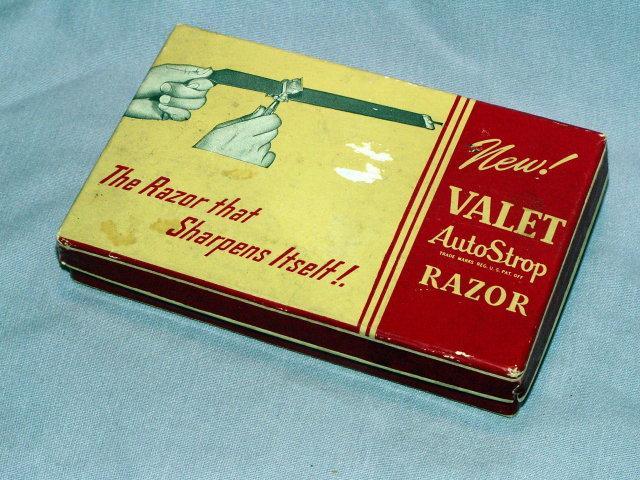 The Razor that
Sharpens Itself!
New!
VALET
AutoStrop
TRADE MARKS REG. U. S. PAT. OFF.
RAZOR